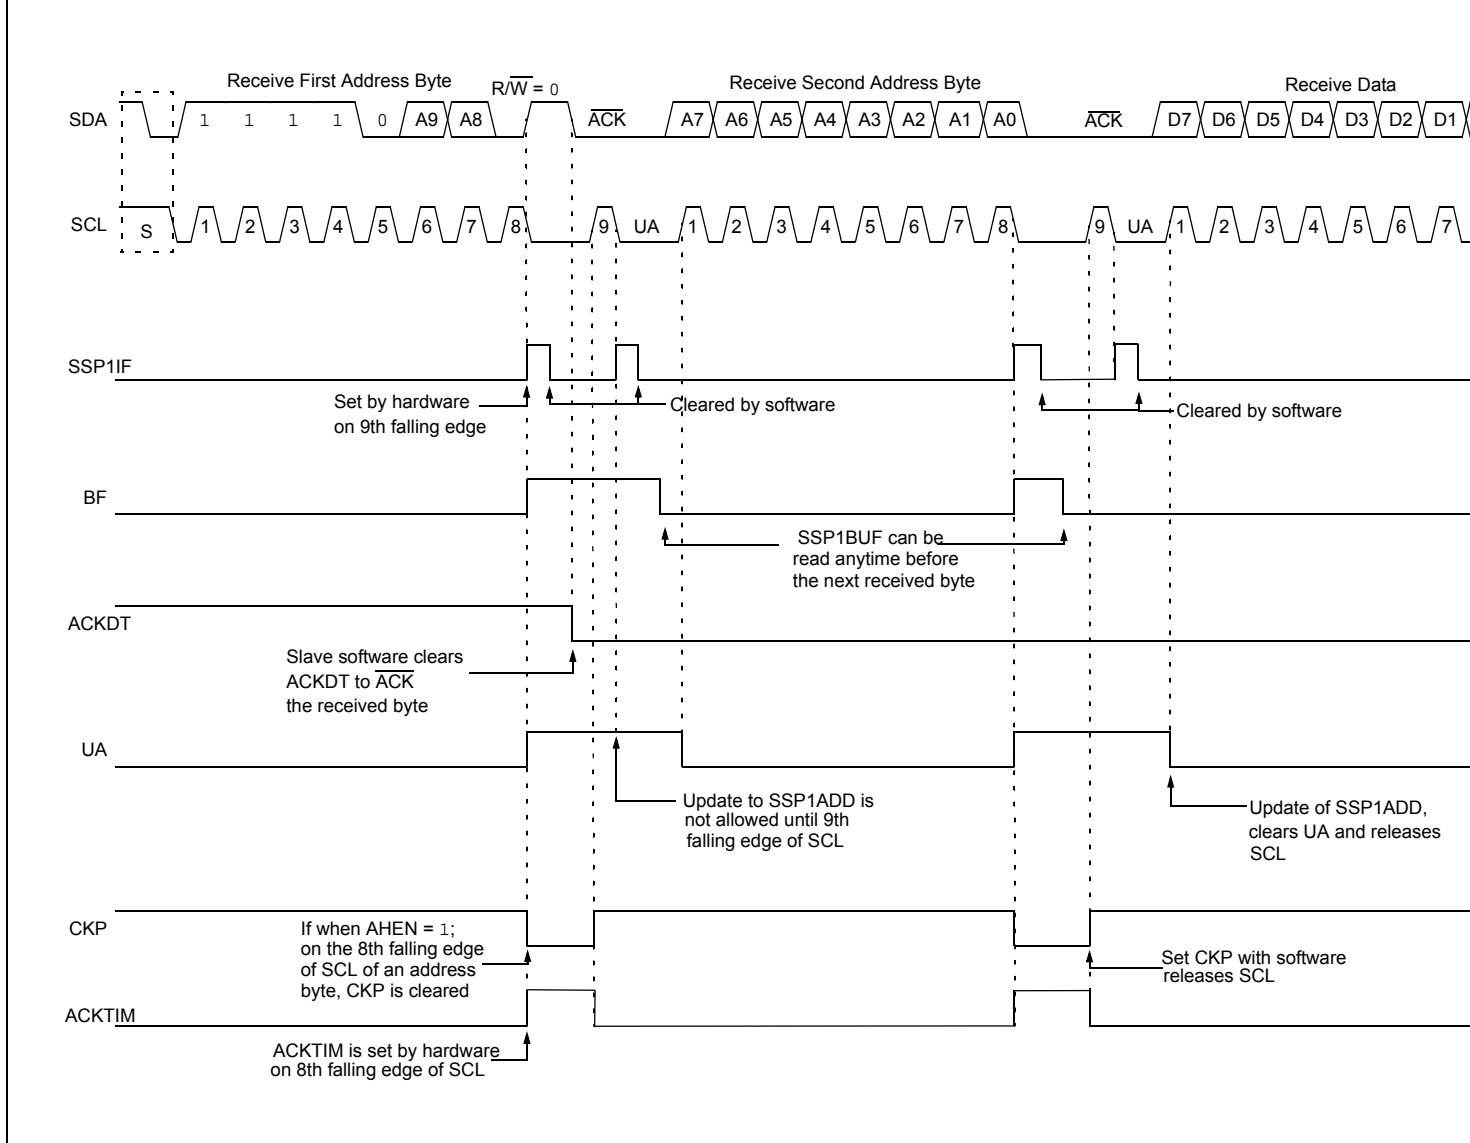 Receive First Address Byte
R/W = 0
Receive Second Address Byte
Receive Data
SDA
1 1 1 1 0 A9 A8
ACK
A7 A6 A5 A4 A3 A2 A1 A0
ACK
D7 D6 D5 D4 D3 D2 D1
SCL
S 1 2 3 4 5 6 7 8 9 UA 1 2 3 4 5 6 7 8 9 UA 1 2 3 4 5 6 7
SSP1IF
Set by hardware
on 9th falling edge
Cleared by software
Cleared by software
BF
SSP1BUF can be
read anytime before
the next received byte
ACKDT
Slave software clears
ACKDT to ACK
the received byte
UA
Update to SSP1ADD is
not allowed until 9th
falling edge of SCL
Update of SSP1ADD,
clears UA and releases
SCL
CKP
If when AHEN = 1;
on the 8th falling edge
of SCL of an address
byte, CKP is cleared
Set CKP with software
releases SCL
ACKTIM
ACKTIM is set by hardware
on 8th falling edge of SCL